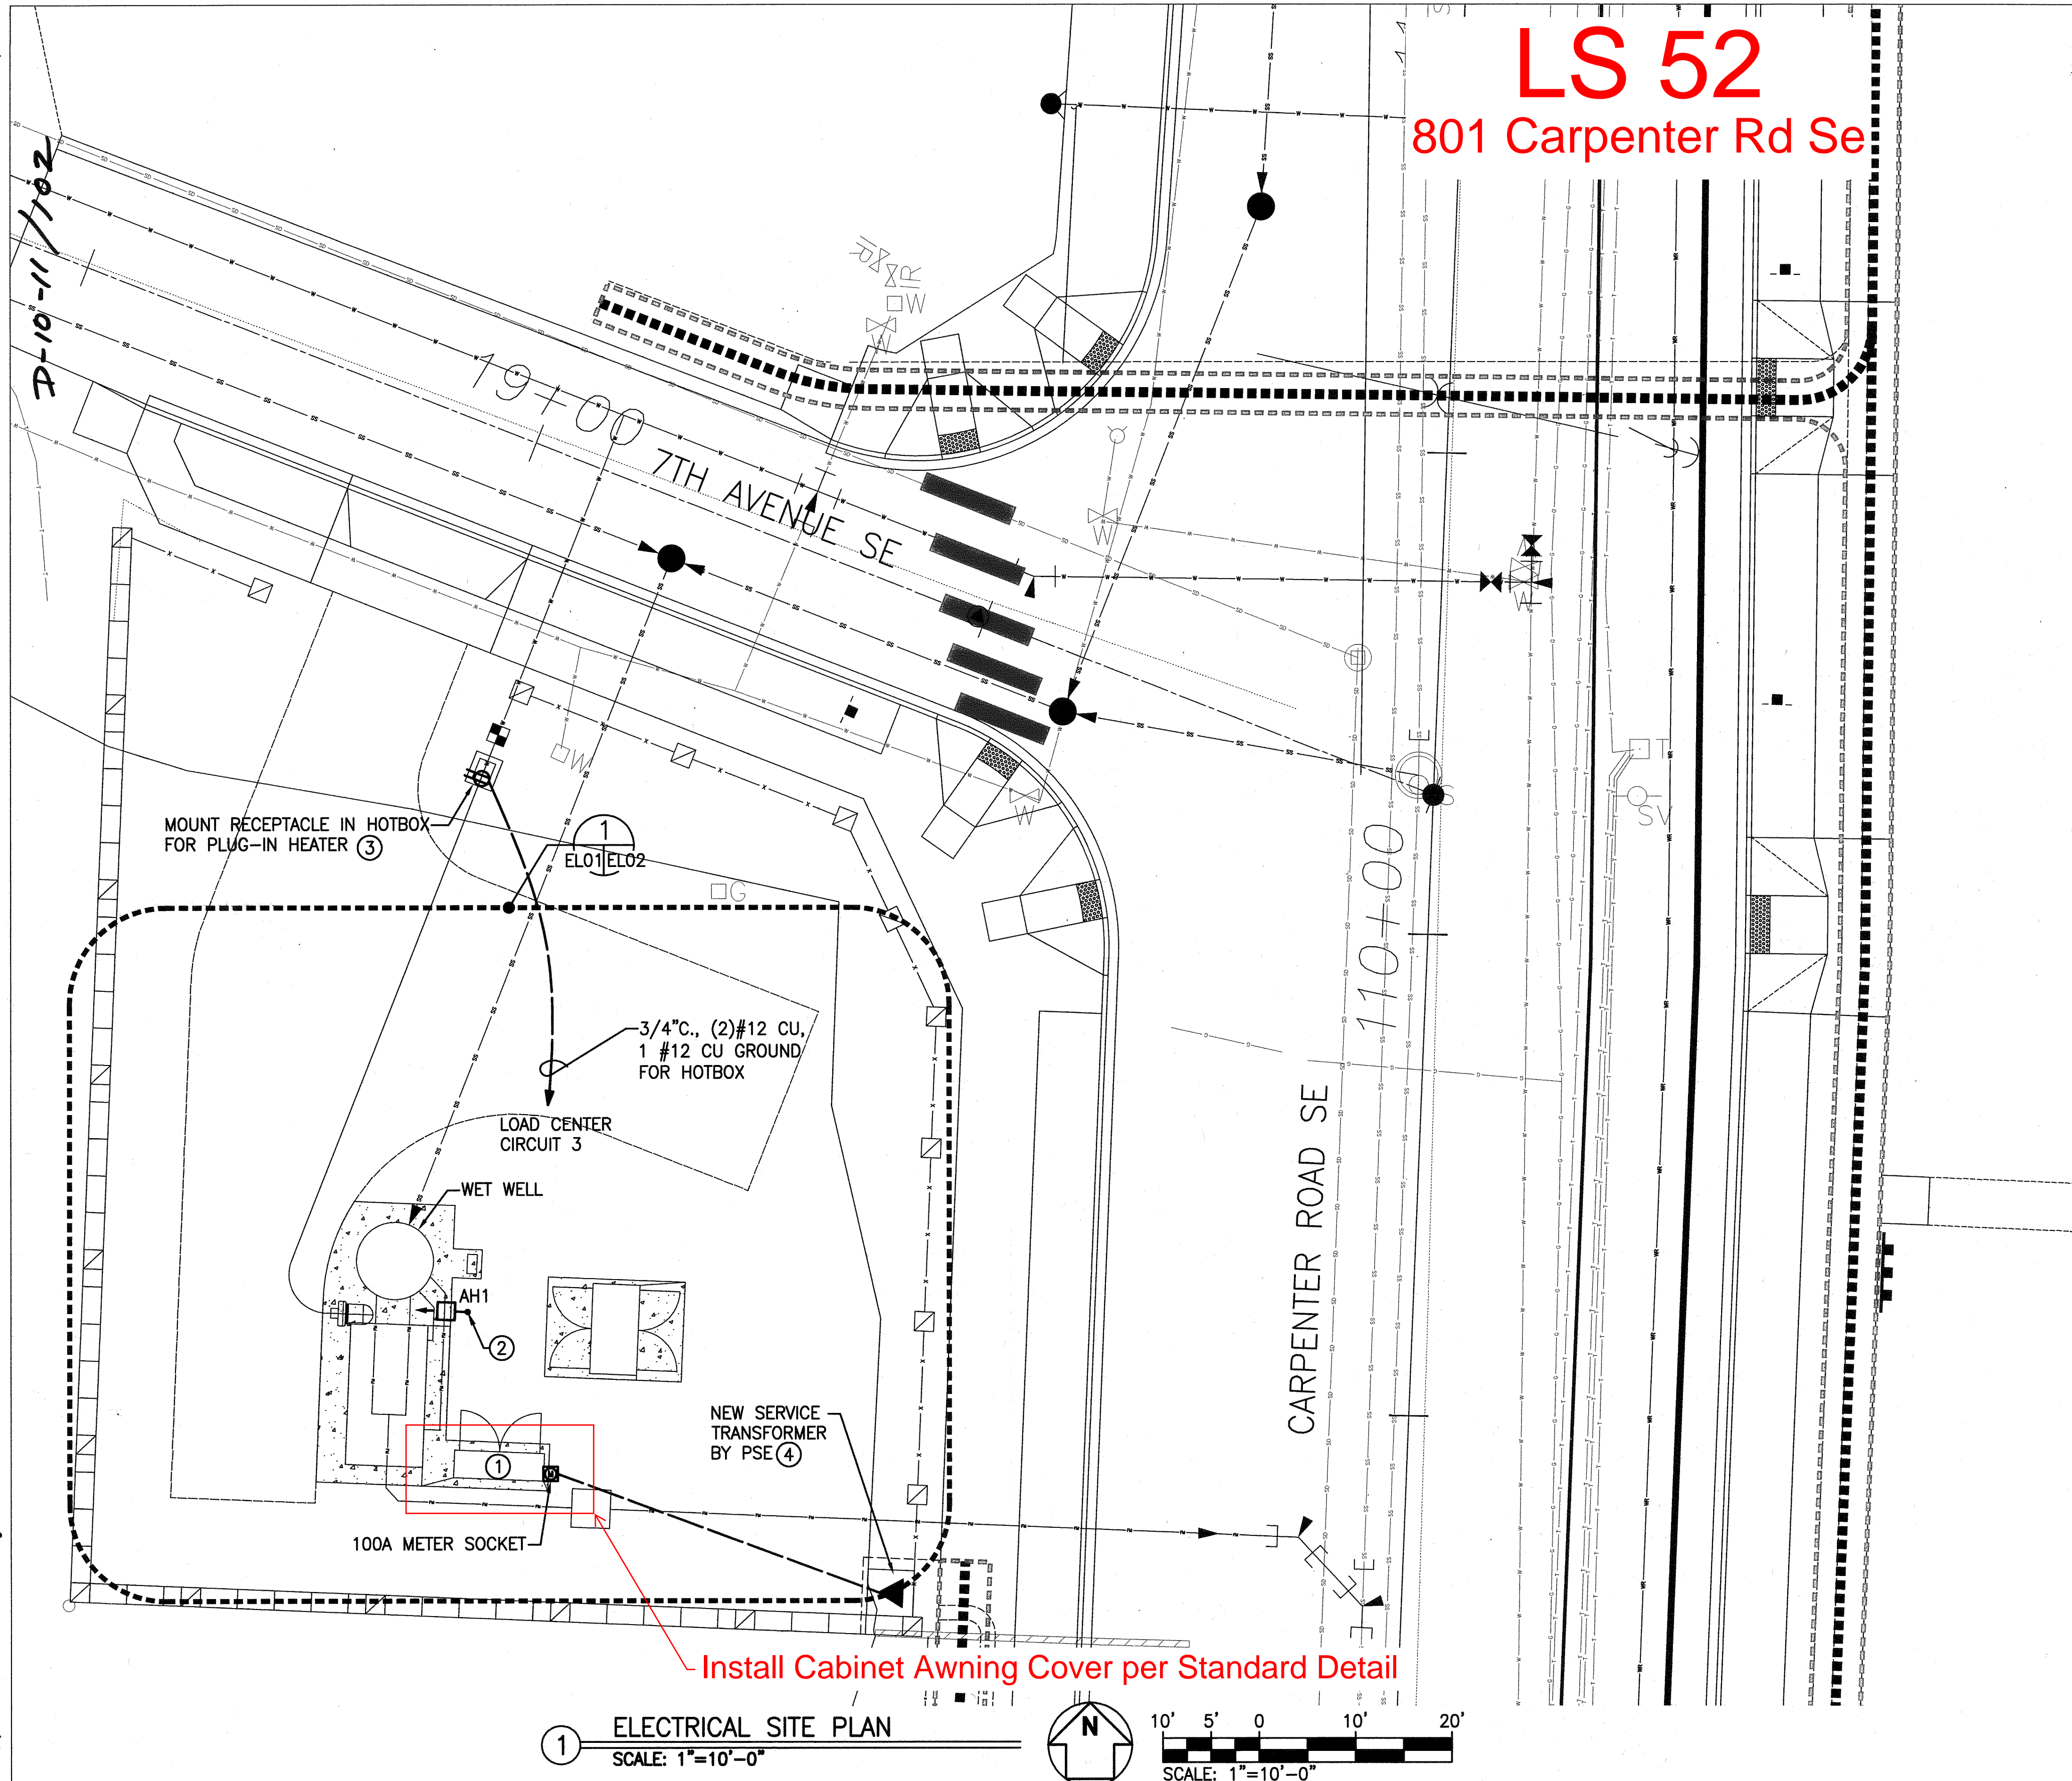 LS 52
801 Carpenter Rd Se
D-10-11/1102
19+00
7TH AVENUE SE
MOUNT RECEPTACLE IN HOTBOX
FOR PLUG-IN HEATER 3
1
EL01 EL02
G
W
IR
W
W
W
W
W
S
T
SV
110+00
3/4"C., (2)#12 CU,
1 #12 CU GROUND
FOR HOTBOX
LOAD CENTER
CIRCUIT 3
CARPENTER ROAD SE
WET WELL
AH1
2
NEW SERVICE
TRANSFORMER
BY PSE 4
1
M
100A METER SOCKET
Install Cabinet Awning Cover per Standard Detail
1
ELECTRICAL SITE PLAN
SCALE: 1"=10'-0"
N
10' 5' 0 10' 20'
SCALE: 1"=10'-0"